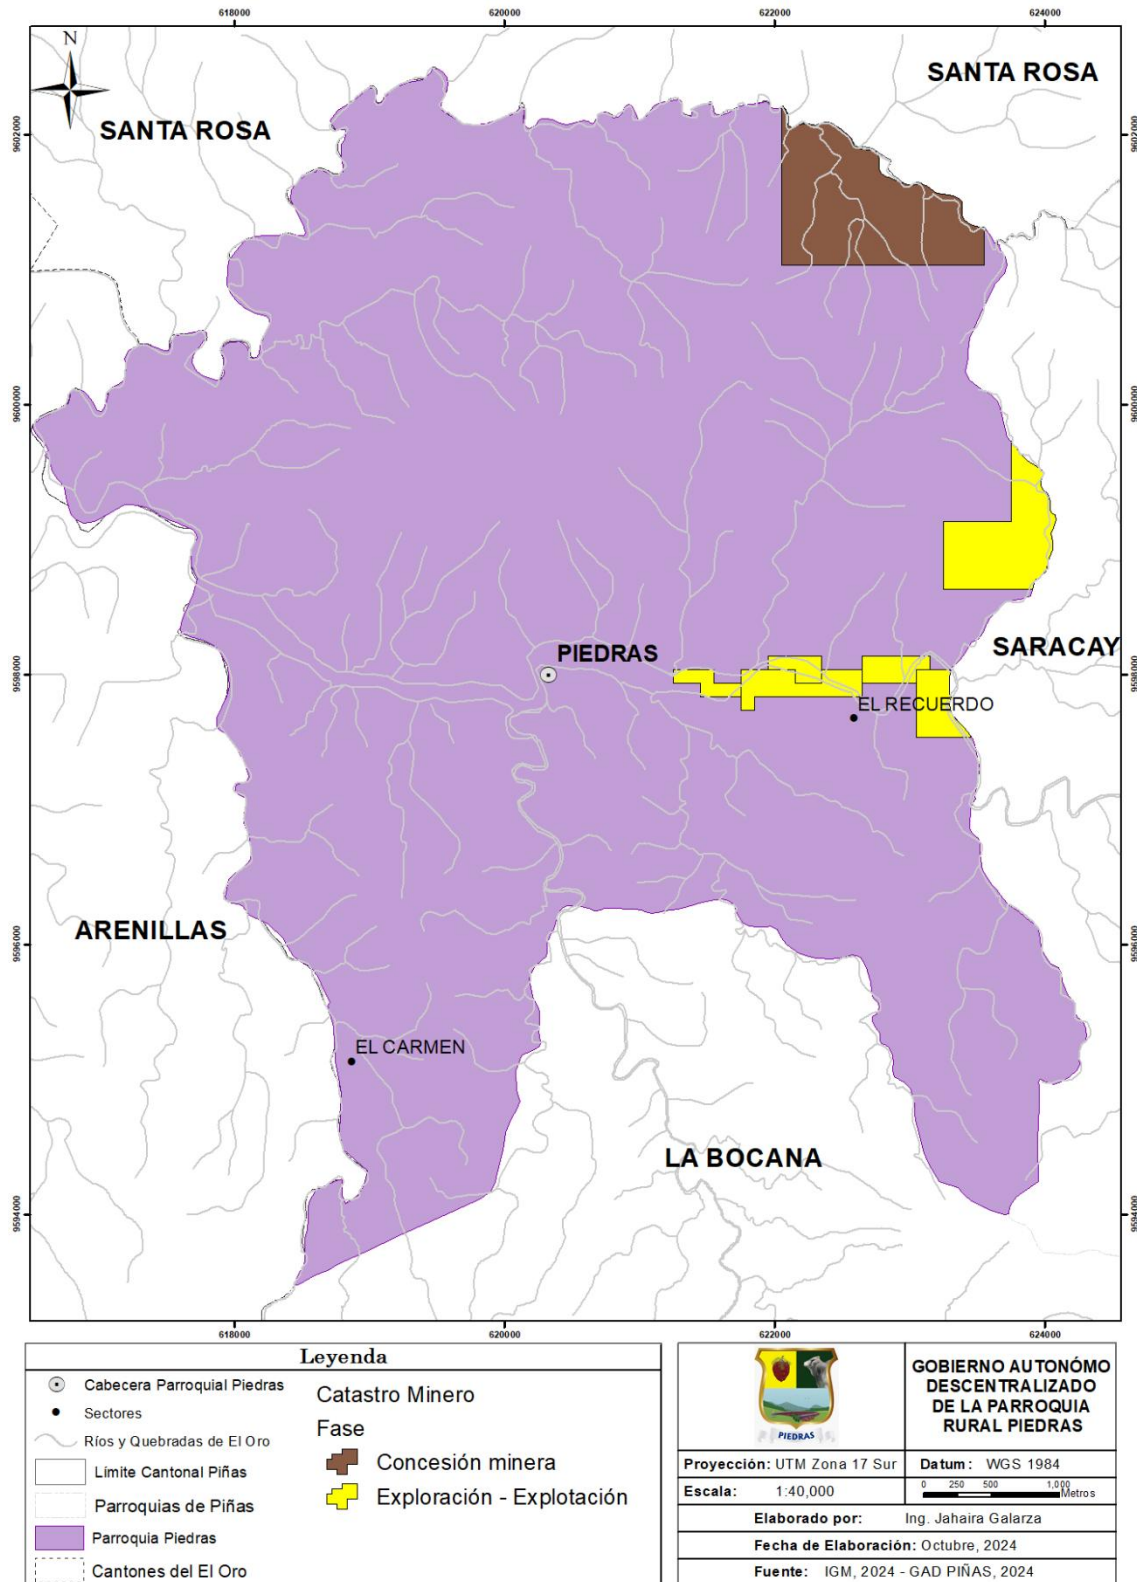 618000 620000 622000 624000
N
SANTA ROSA
SANTA ROSA
9602000 9602000
9600000 9600000
PIEDRAS
SARACAY
9598000 9598000
EL RECUERDO
ARENILLAS
9596000 9596000
EL CARMEN
LA BOCANA
9594000 9594000
618000 620000 622000 624000
Leyenda
Cabecera Parroquial Piedras
Sectores
Ríos y Quebradas de El Oro
Límite Cantonal Piñas
Parroquias de Piñas
Parroquia Piedras
Cantones del El Oro
Catastro Minero
Fase
Concesión minera
Exploración - Explotación
PIEDRAS
GOBIERNO AUTONÓMO
DESCENTRALIZADO
DE LA PARROQUIA
RURAL PIEDRAS
Proyección: UTM Zona 17 Sur
Datum: WGS 1984
Escala: 1:40,000
0 250 500 1,000
Metros
Elaborado por: Ing. Jahaira Galarza
Fecha de Elaboración: Octubre, 2024
Fuente: IGM, 2024 - GAD PIÑAS, 2024